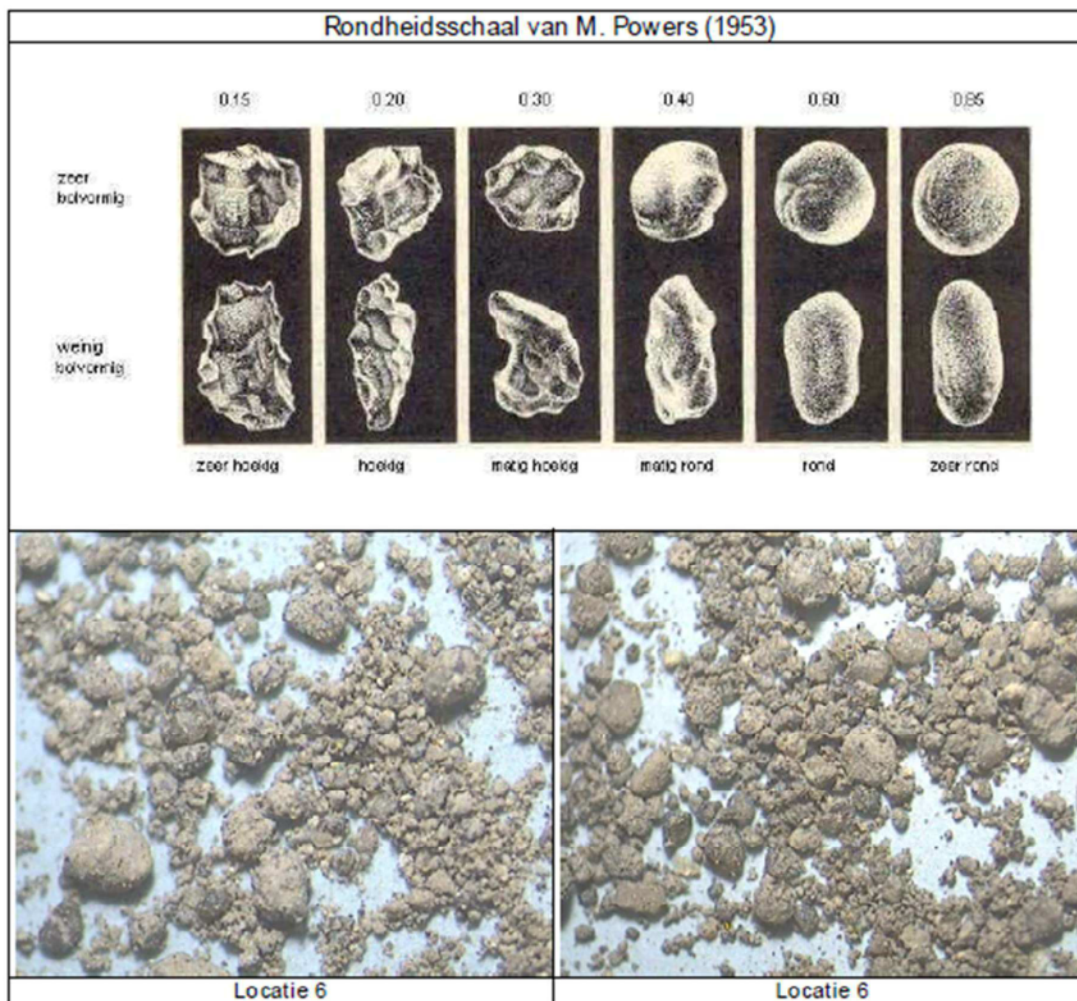 Rondheidsschaal van M. Powers (1953)
0.15 0.20 0.30 0.40 0.60 0.85
zeer
bolvormig
weinig
bolvormig
zeer hoekig hoekig matig hoekig matig rond rond zeer rond
Locatie 6 Locatie 6